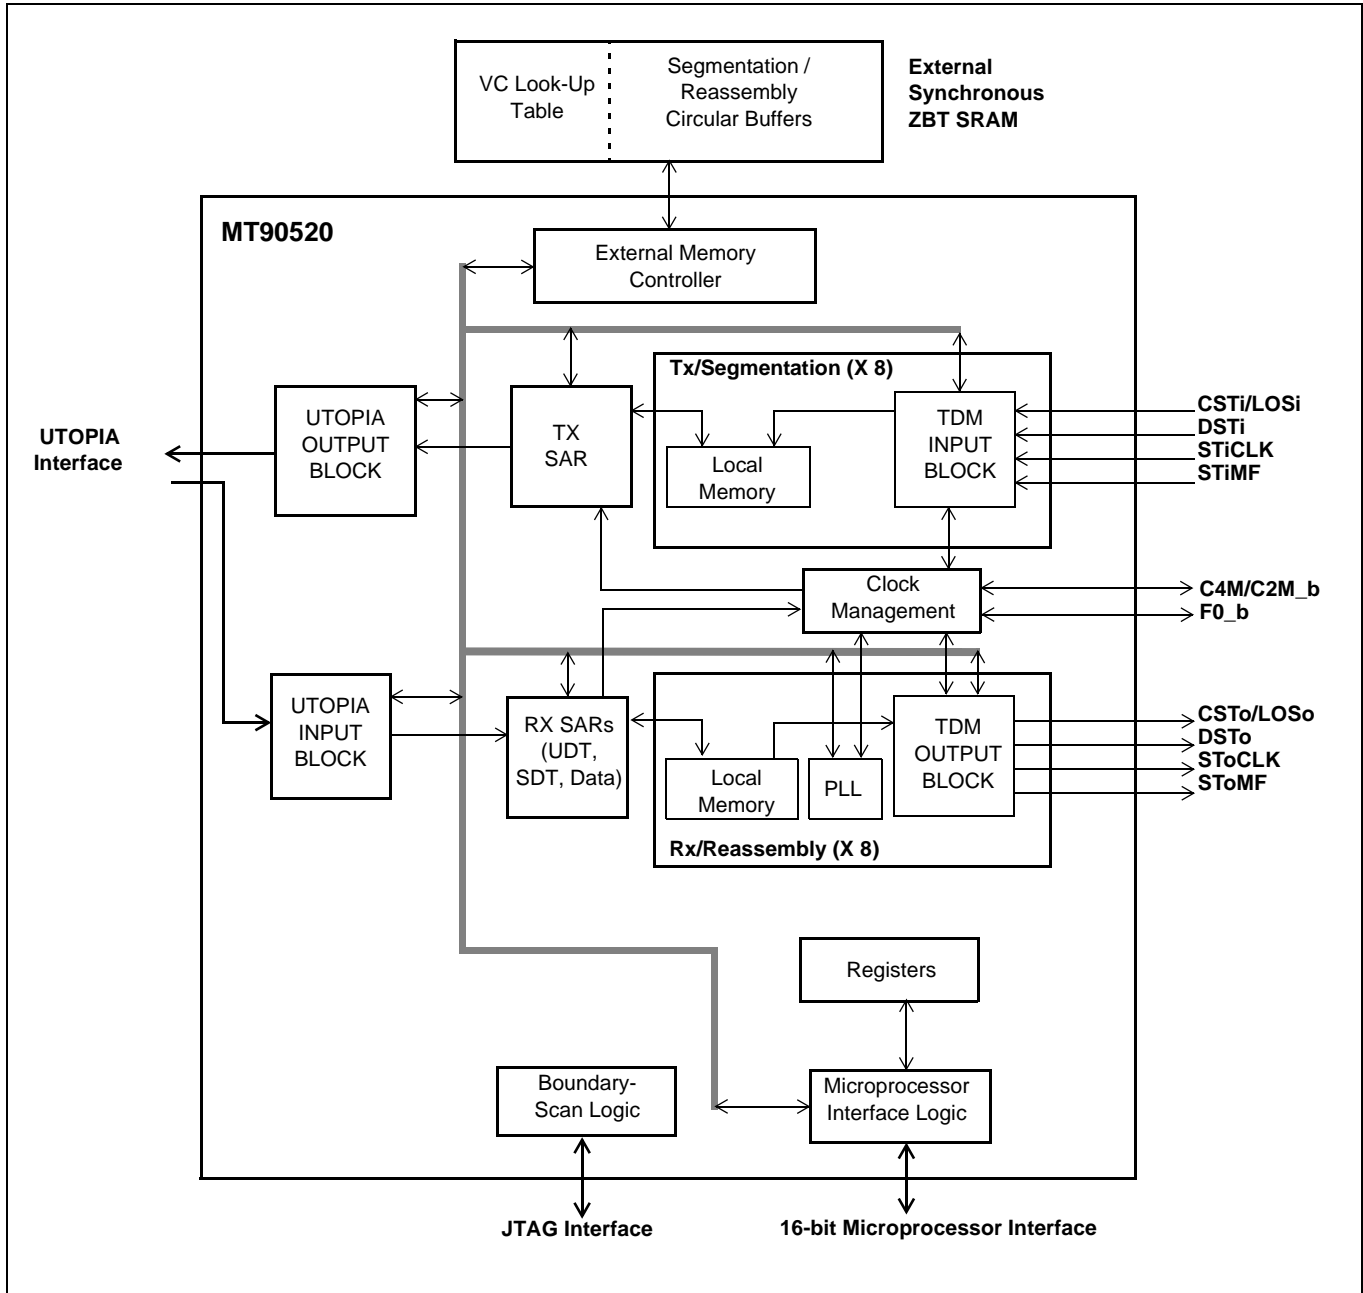 VC Look-Up
Table
Segmentation /
Reassembly
Circular Buffers
External
Synchronous
ZBT SRAM
MT90520
External Memory
Controller
Tx/Segmentation (X 8)
UTOPIA
OUTPUT
BLOCK
TX
SAR
Local
Memory
TDM
INPUT
BLOCK
CSTi/LOSi
DSTi
STiCLK
STiMF
UTOPIA
Interface
Clock
Management
C4M/C2M_b
F0_b
UTOPIA
INPUT
BLOCK
RX SARs
(UDT,
SDT, Data)
Local
Memory
PLL
TDM
OUTPUT
BLOCK
CSTo/LOSo
DSTo
SToCLK
SToMF
Rx/Reassembly (X 8)
Registers
Boundary-
Scan Logic
Microprocessor
Interface Logic
JTAG Interface
16-bit Microprocessor Interface